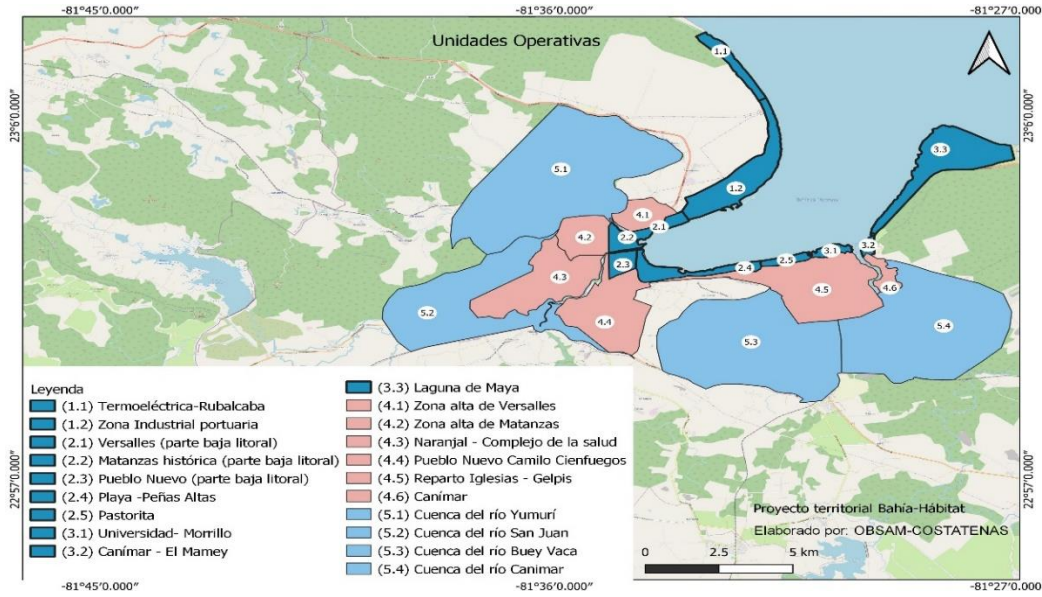 -81°45'0.000"
-81°36'0.000"
-81°27'0.000"
Unidades Operativas
1.1
23°6'0.000"
23°6'0.000"
3.3
5.1
1.2
4.1
2.1
4.2
2.2
3.2
3.1
2.3
2.5
2.4
4.3
4.5
4.6
5.2
4.4
5.3
5.4
Leyenda
(1.1) Termoeléctrica-Rubalcaba
(1.2) Zona Industrial portuaria
(2.1) Versalles (parte baja litoral)
(2.2) Matanzas histórica (parte baja litoral)
(2.3) Pueblo Nuevo (parte baja litoral)
(2.4) Playa -Peñas Altas
(2.5) Pastorita
(3.1) Universidad- Morrillo
(3.2) Canímar - El Mamey
(3.3) Laguna de Maya
(4.1) Zona alta de Versalles
(4.2) Zona alta de Matanzas
(4.3) Naranjal - Complejo de la salud
(4.4) Pueblo Nuevo Camilo Cienfuegos
(4.5) Reparto Iglesias - Gelpis
(4.6) Canímar
(5.1) Cuenca del río Yumurí
(5.2) Cuenca del río San Juan
(5.3) Cuenca del río Buey Vaca
(5.4) Cuenca del río Canimar
22°57'0.000"
22°57'0.000"
Proyecto territorial Bahía-Hábitat
Elaborado por: OBSAM-COSTATENAS
0 2.5 5 km
-81°45'0.000"
-81°36'0.000"
-81°27'0.000"